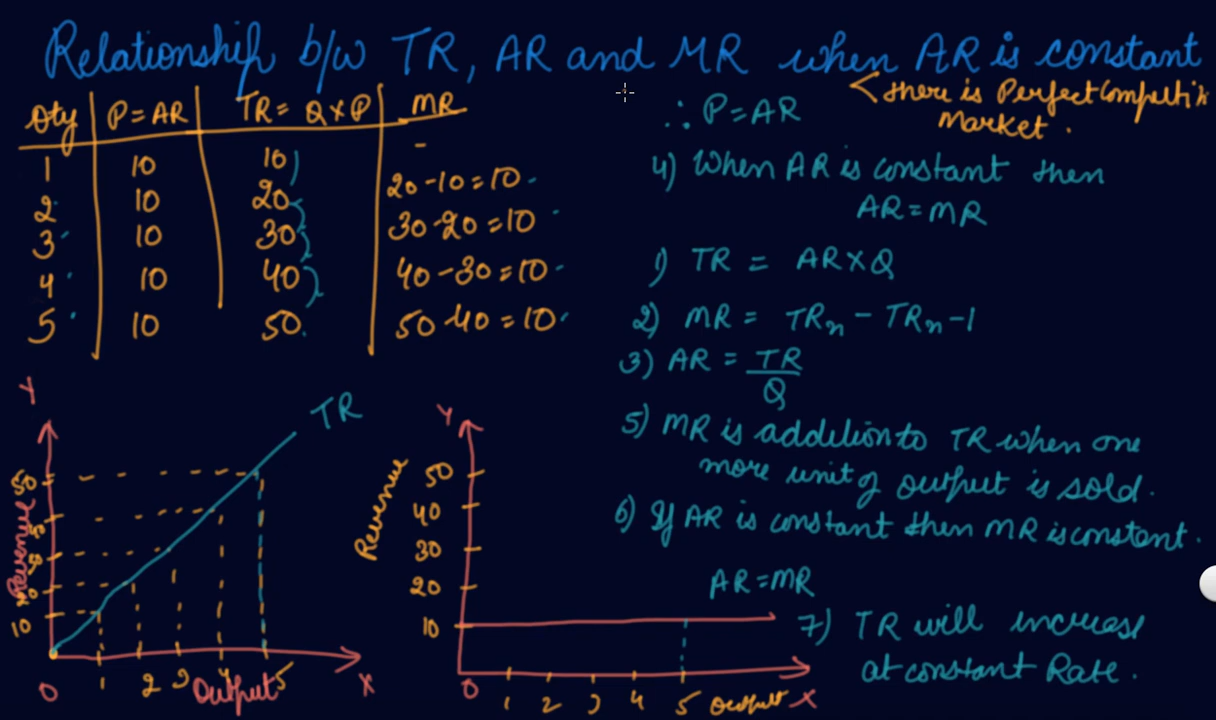 Relationship b/w TR, AR and MR when AR is constant
Qty P = AR TR = Q x P MR
1 10 10 -
2 10 20 20 - 10 = 10
3 10 30 30 - 20 = 10
4 10 40 40 - 30 = 10
5 10 50 50 - 40 = 10
< there is Perfect Competiti
Market.
∴ P = AR
4) When AR is constant then
AR = MR
1) TR = AR x Q
2) MR = TRn - TRn - 1
3) AR = TR
Q
5) MR is addition to TR when one
more unit of output is sold.
6) If AR is constant then MR is constant.
7) TR will increase
at constant Rate.
Y
TR
50
40
30
20
10
Revenue
0 1 2 3 4 5 X
Output
Y
Revenue
50
40
30
20
10
AR = MR
0 1 2 3 4 5 Output X